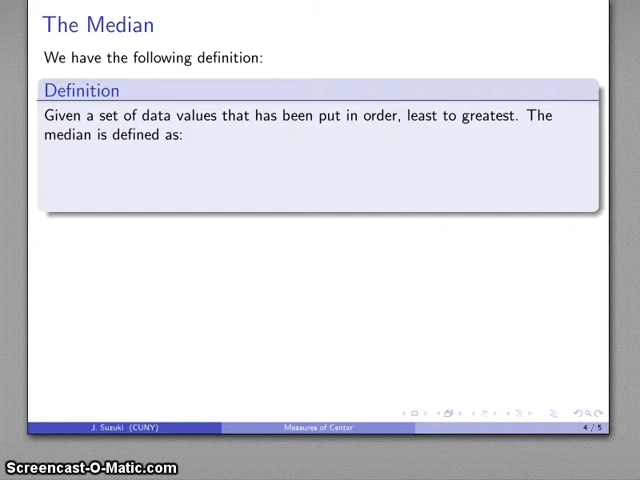 The Median
We have the following definition:
Definition
Given a set of data values that has been put in order, least to greatest. The
median is defined as:
J. Suzuki (CUNY)
Measures of Center
4 / 5
Screencast-O-Matic.com